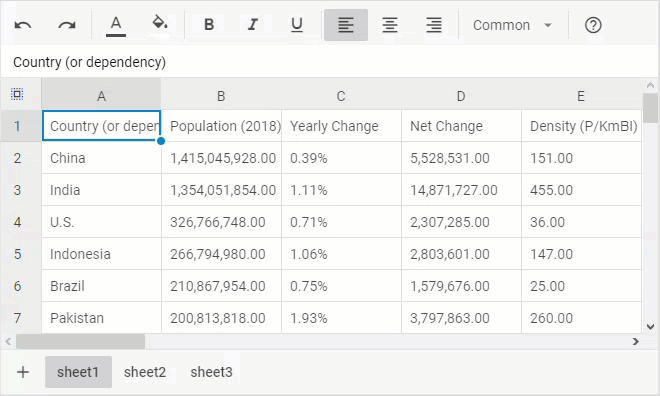 A B I U Common ?
Country (or dependency)
A B C D E
1 Country (or depen Population (2018) Yearly Change Net Change Density (P/KmBI)
2 China 1,415,045,928.00 0.39% 5,528,531.00 151.00
3 India 1,354,051,854.00 1.11% 14,871,727.00 455.00
4 U.S. 326,766,748.00 0.71% 2,307,285.00 36.00
5 Indonesia 266,794,980.00 1.06% 2,803,601.00 147.00
6 Brazil 210,867,954.00 0.75% 1,579,676.00 25.00
7 Pakistan 200,813,818.00 1.93% 3,797,863.00 260.00
+ sheet1 sheet2 sheet3